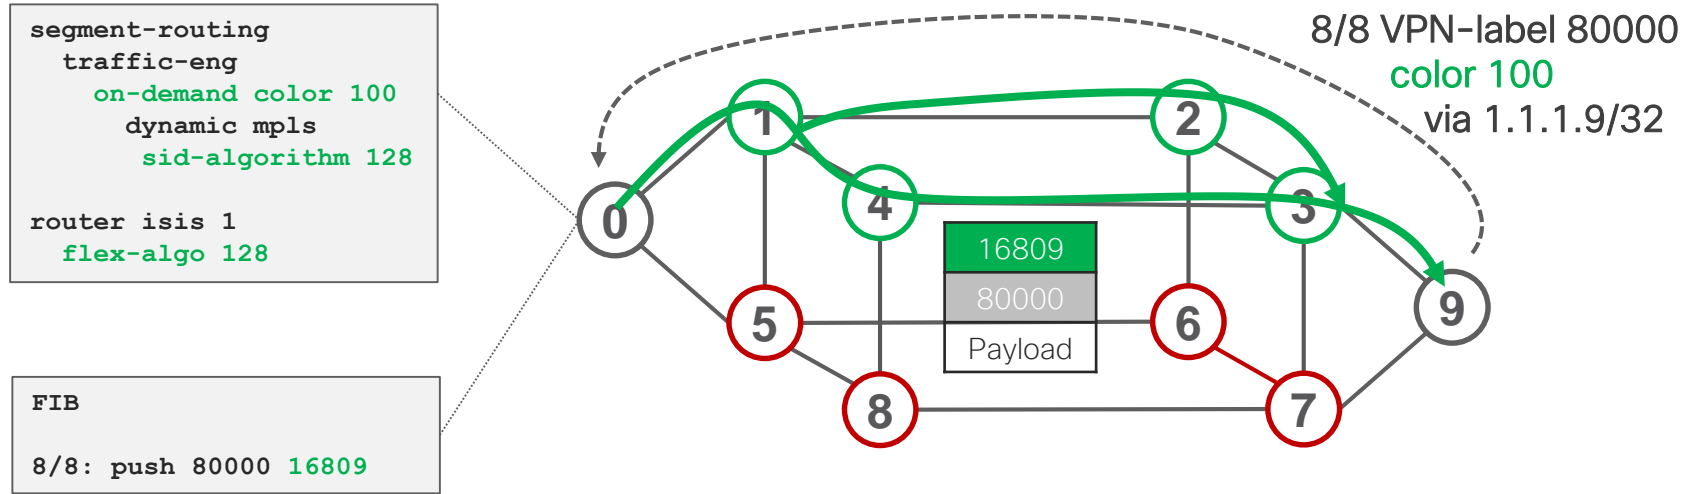 segment-routing
traffic-eng
on-demand color 100
dynamic mpls
sid-algorithm 128
router isis 1
flex-algo 128
FIB
8/8: push 80000 16809
8/8 VPN-label 80000
color 100
via 1.1.1.9/32
0
1
2
4
3
16809
80000
Payload
5
6
9
8
7